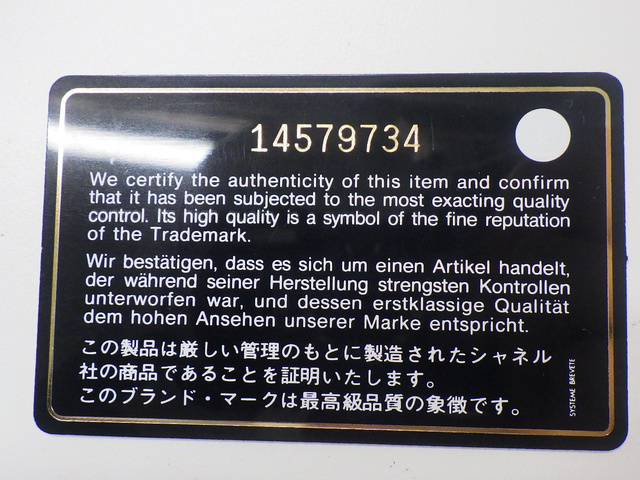 14579734
We certify the authenticity of this item and confirm
that it has been subjected to the most exacting quality
control. Its high quality is a symbol of the fine reputation
of the Trademark.
Wir bestätigen, dass es sich um einen Artikel handelt,
der während seiner Herstellung strengsten Kontrollen
unterworfen war, und dessen erstklassige Qualität
dem hohen Ansehen unserer Marke entspricht.
この製品は厳しい管理のもとに製造されたシャネル
社の商品であることを証明いたします。
このブランド・マークは最高級品質の象徴です。
SYSTEME BREVETE